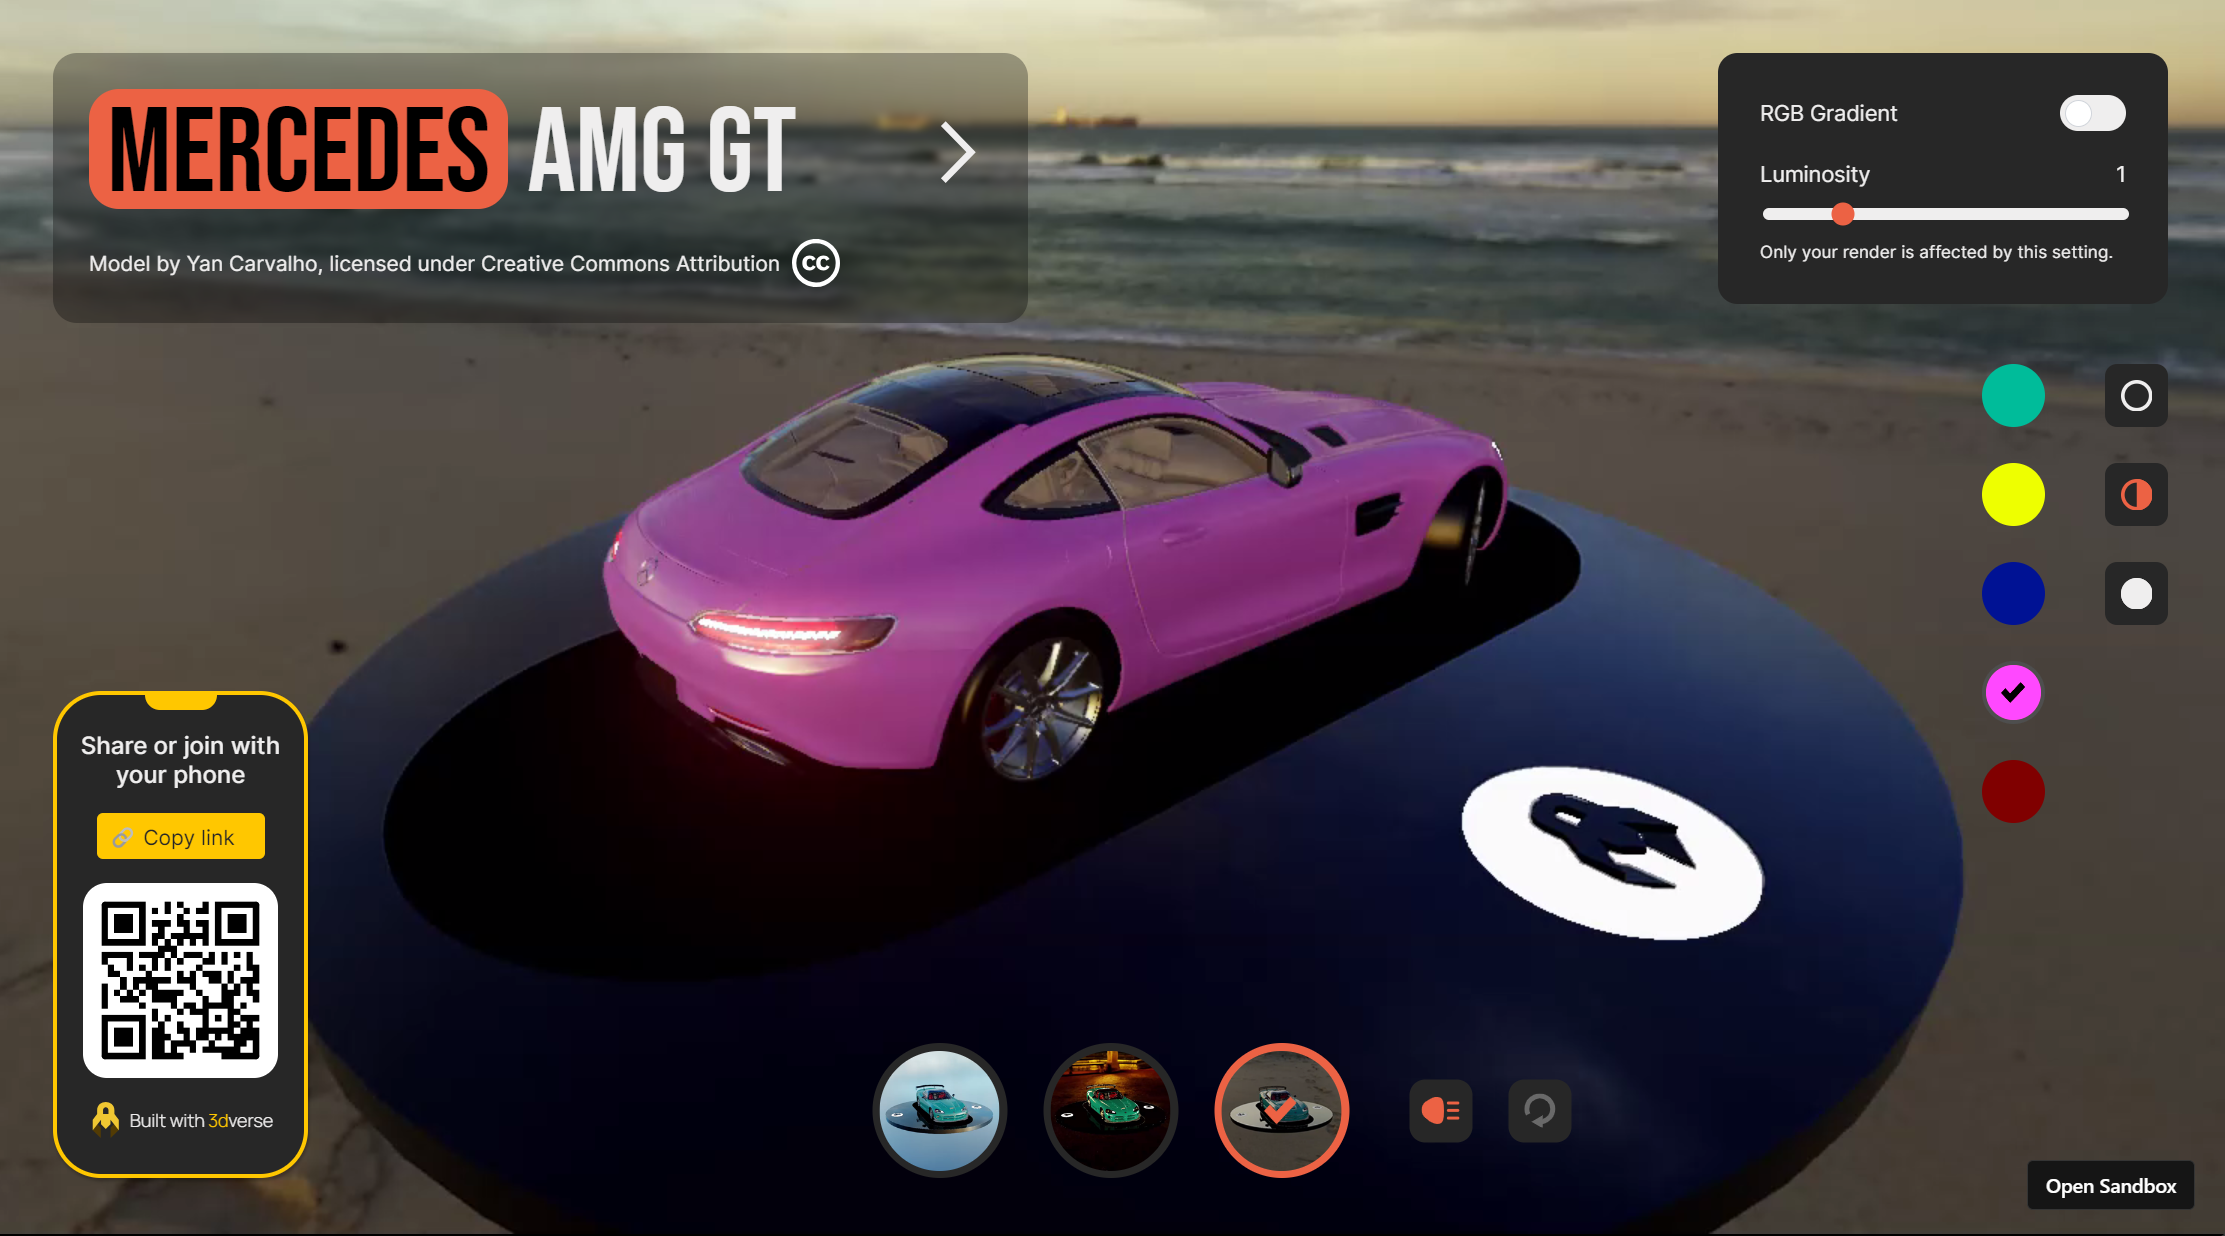 MERCEDES AMG GT
Model by Yan Carvalho, licensed under Creative Commons Attribution
cc
RGB Gradient
Luminosity 1
Only your render is affected by this setting.
Share or join with
your phone
Copy link
Built with 3dverse
Open Sandbox